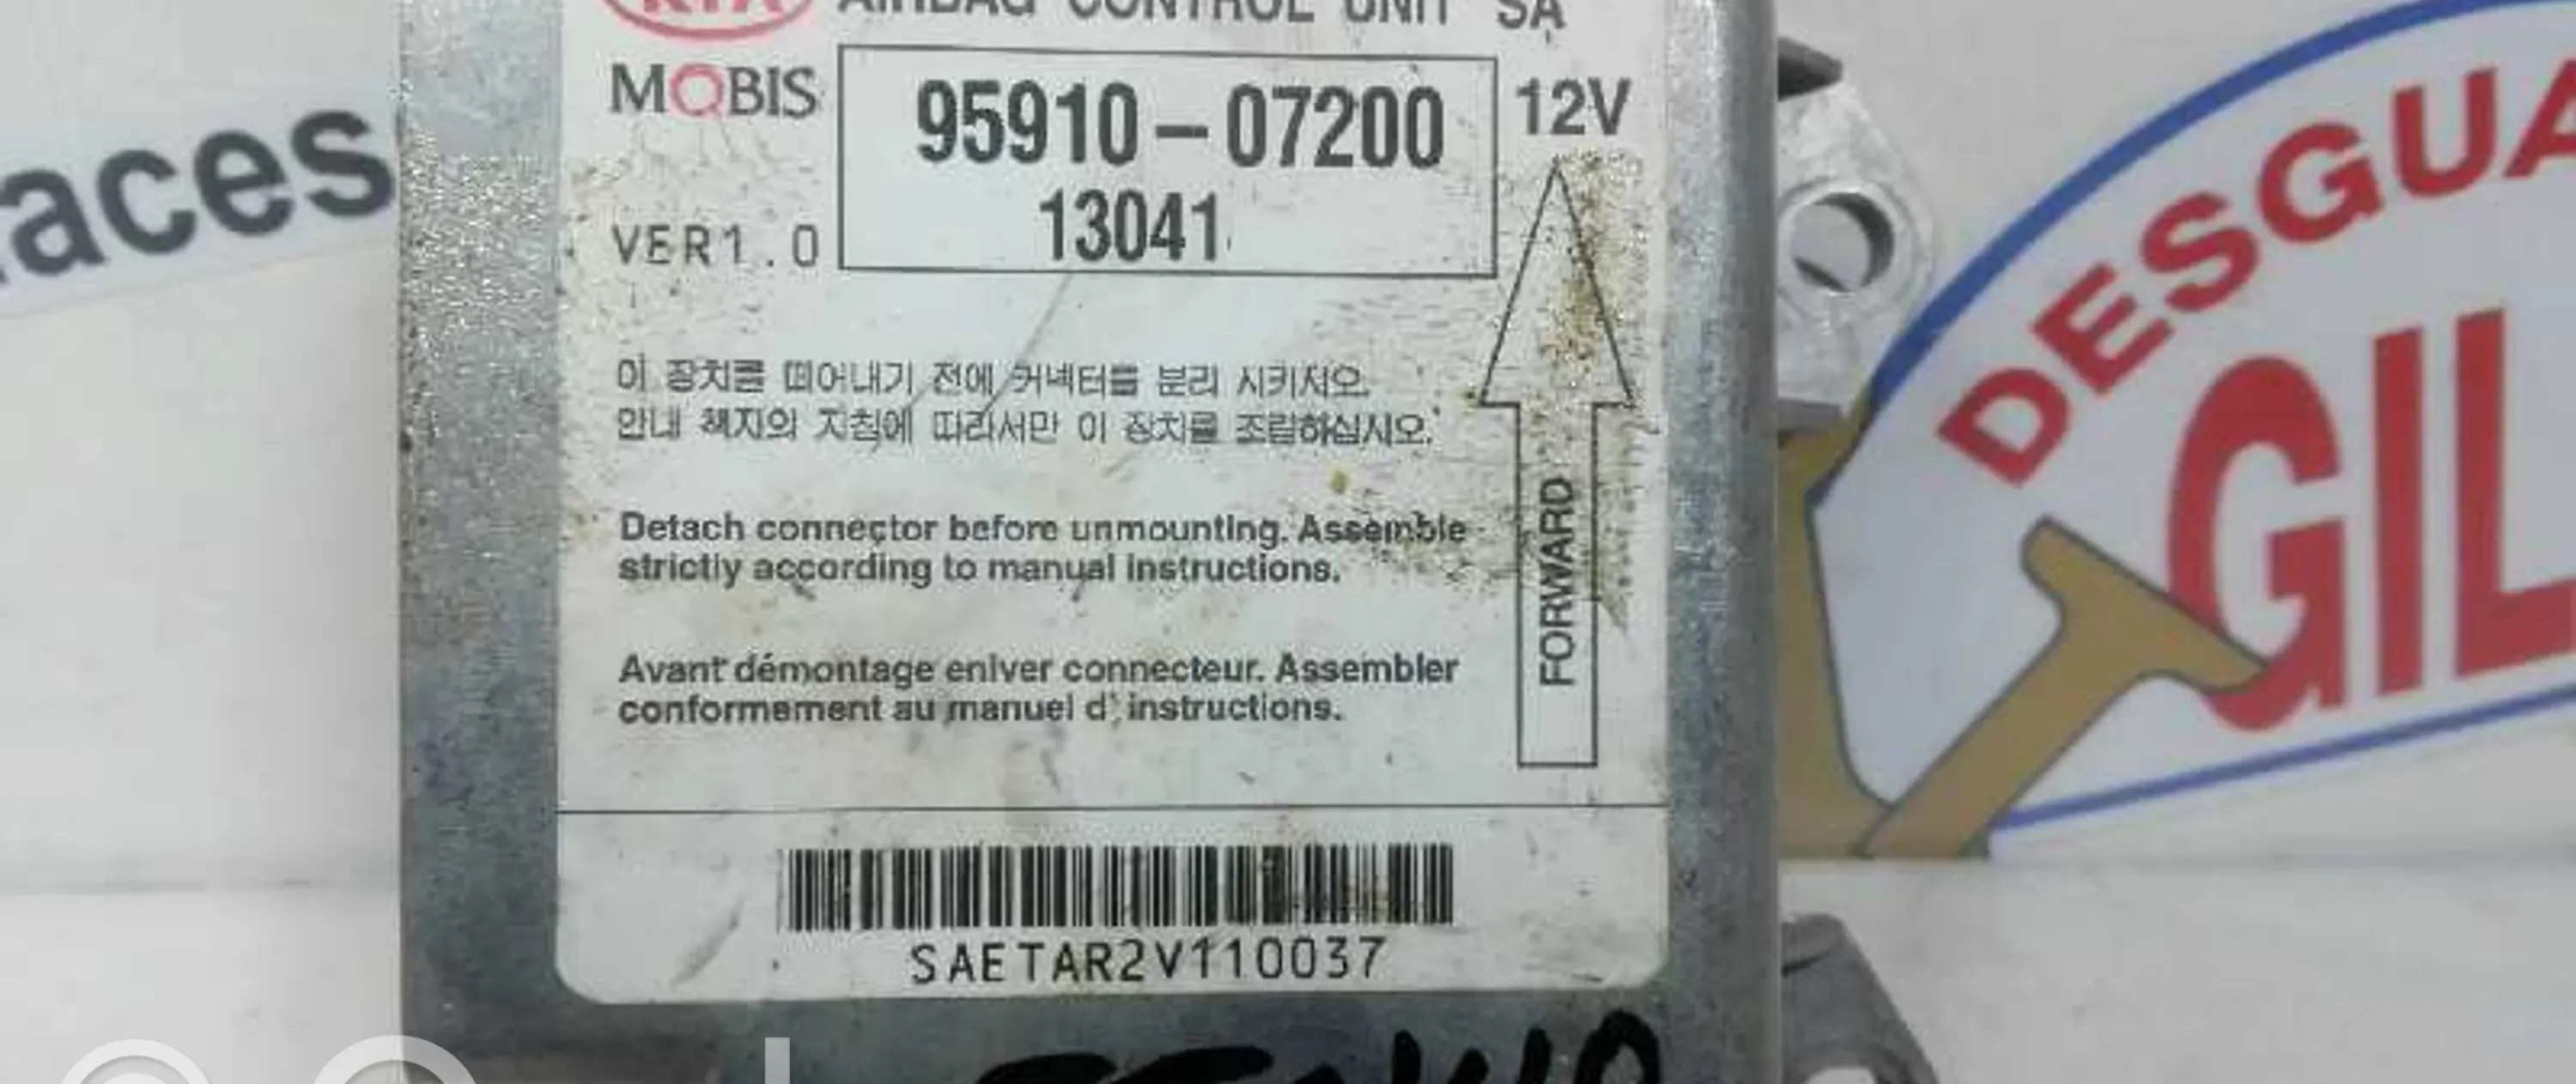 KIA AIRBAG CONTROL UNIT SA
MOBIS
95910-07200
12V
VER1.0
13041
이 장치를 떼어내기 전에 커넥터를 분리 시키시오.
안내 책자의 지침에 따라서만 이 장치를 조립하십시오.
Detach connector before unmounting. Assemble
strictly according to manual instructions.
Avant démontage enlver connecteur. Assembler
conformement au manuel d' instructions.
FORWARD
SAETAR2V110037
aces
DESGUA
GIL